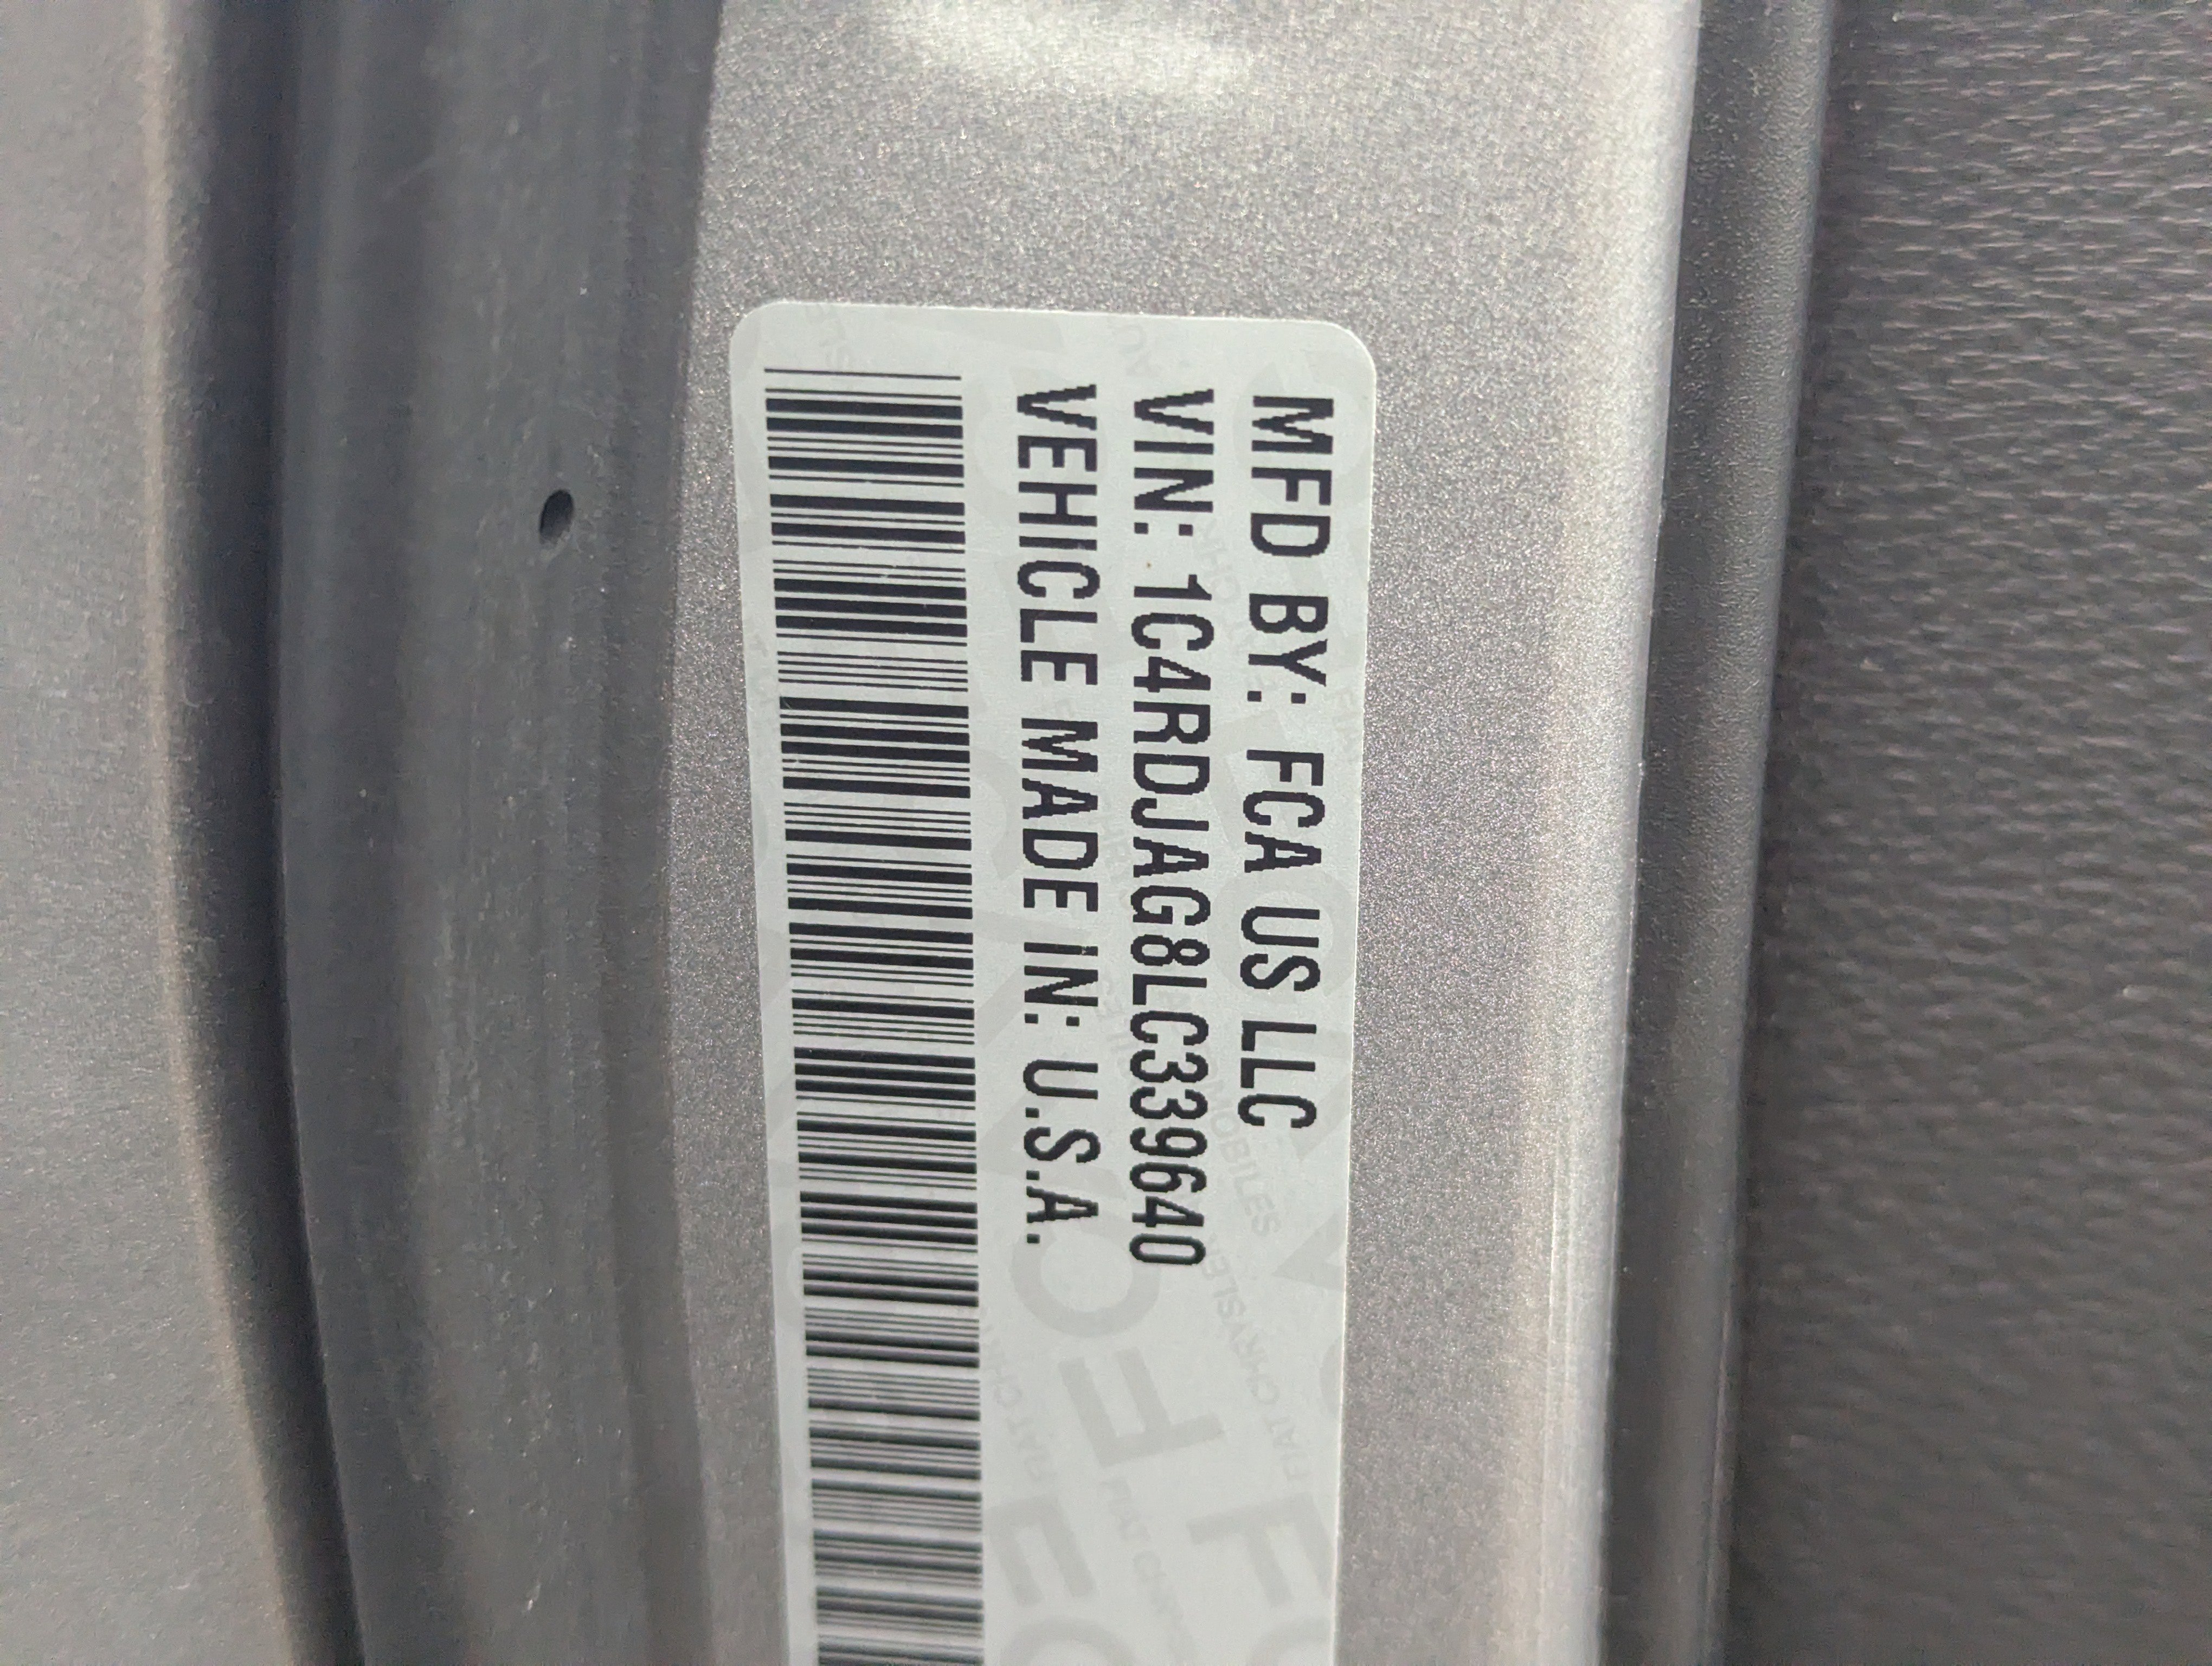 MFD BY: FCA US LLC
VIN: 1C4RDJAG8LC339640
VEHICLE MADE IN: U.S.A.